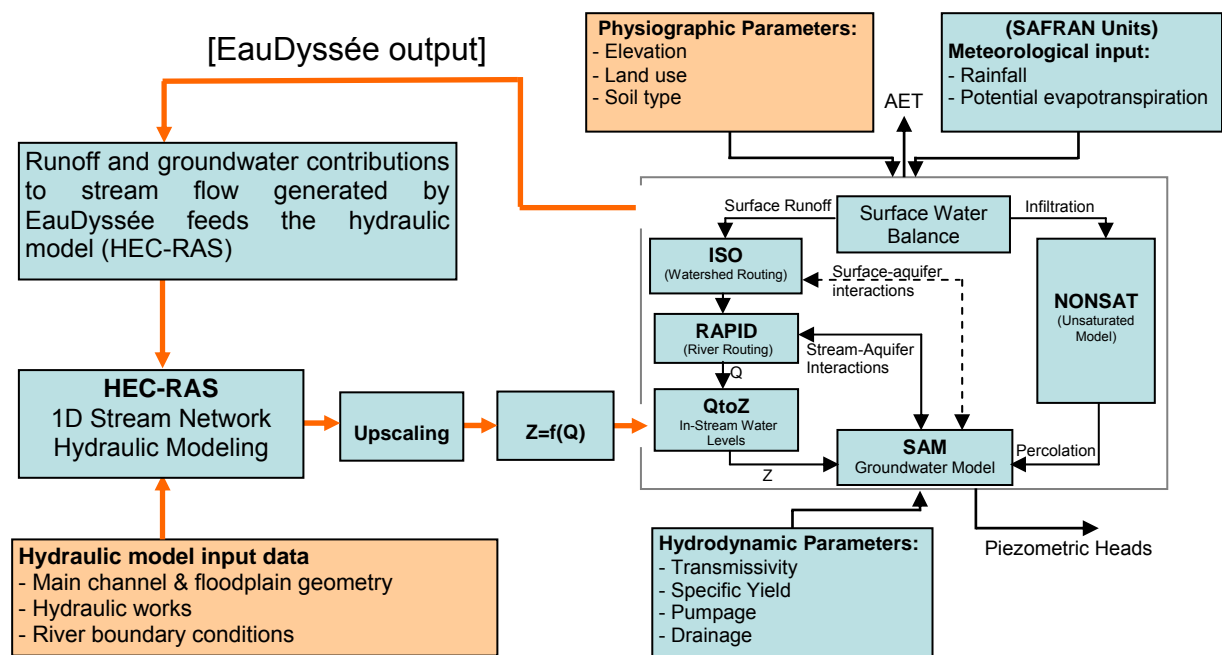 [EauDyssée output]
Physiographic Parameters:
- Elevation
- Land use
- Soil type
(SAFRAN Units)
Meteorological input:
- Rainfall
- Potential evapotranspiration
AET
Runoff and groundwater contributions
to stream flow generated by
EauDyssée feeds the hydraulic
model (HEC-RAS)
Surface Runoff
Surface Water
Balance
Infiltration
ISO
(Watershed Routing)
Surface-aquifer
interactions
NONSAT
(Unsaturated
Model)
RAPID
(River Routing)
Stream-Aquifer
Interactions
Q
HEC-RAS
1D Stream Network
Hydraulic Modeling
Upscaling
Z=f(Q)
QtoZ
In-Stream Water
Levels
Z
SAM
Groundwater Model
Percolation
Hydraulic model input data
- Main channel & floodplain geometry
- Hydraulic works
- River boundary conditions
Hydrodynamic Parameters:
- Transmissivity
- Specific Yield
- Pumpage
- Drainage
Piezometric Heads